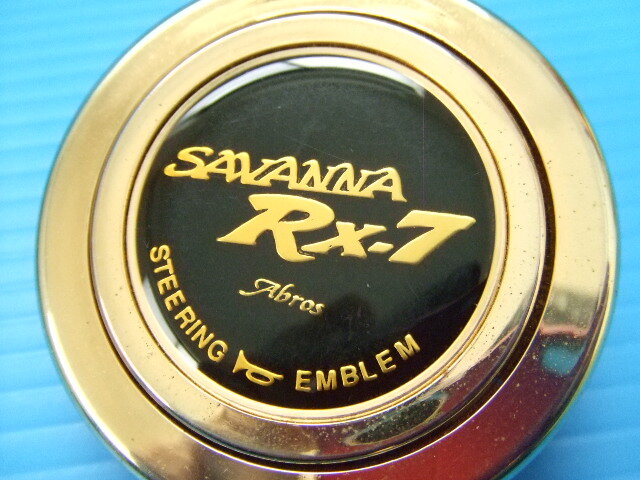 SAVANNA
Rx-7
Abros
STEERING EMBLEM